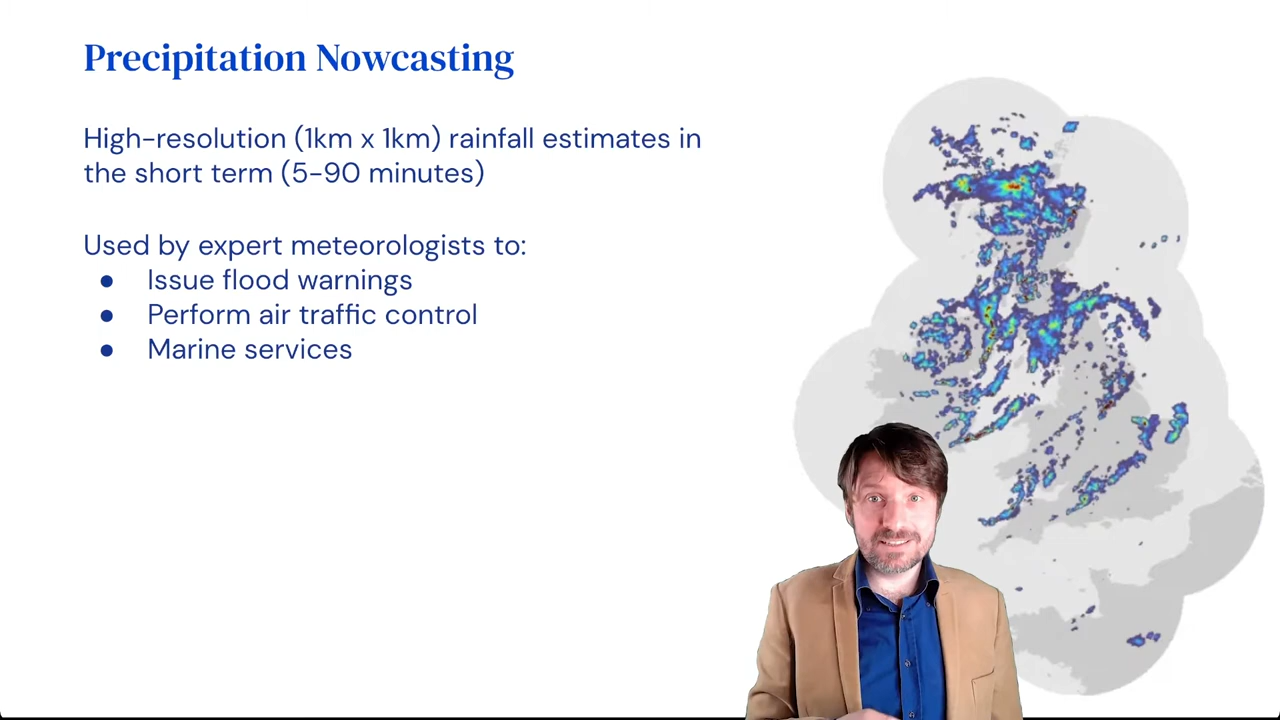 Precipitation Nowcasting
High-resolution (1km x 1km) rainfall estimates in
the short term (5-90 minutes)
Used by expert meteorologists to:
● Issue flood warnings
● Perform air traffic control
● Marine services